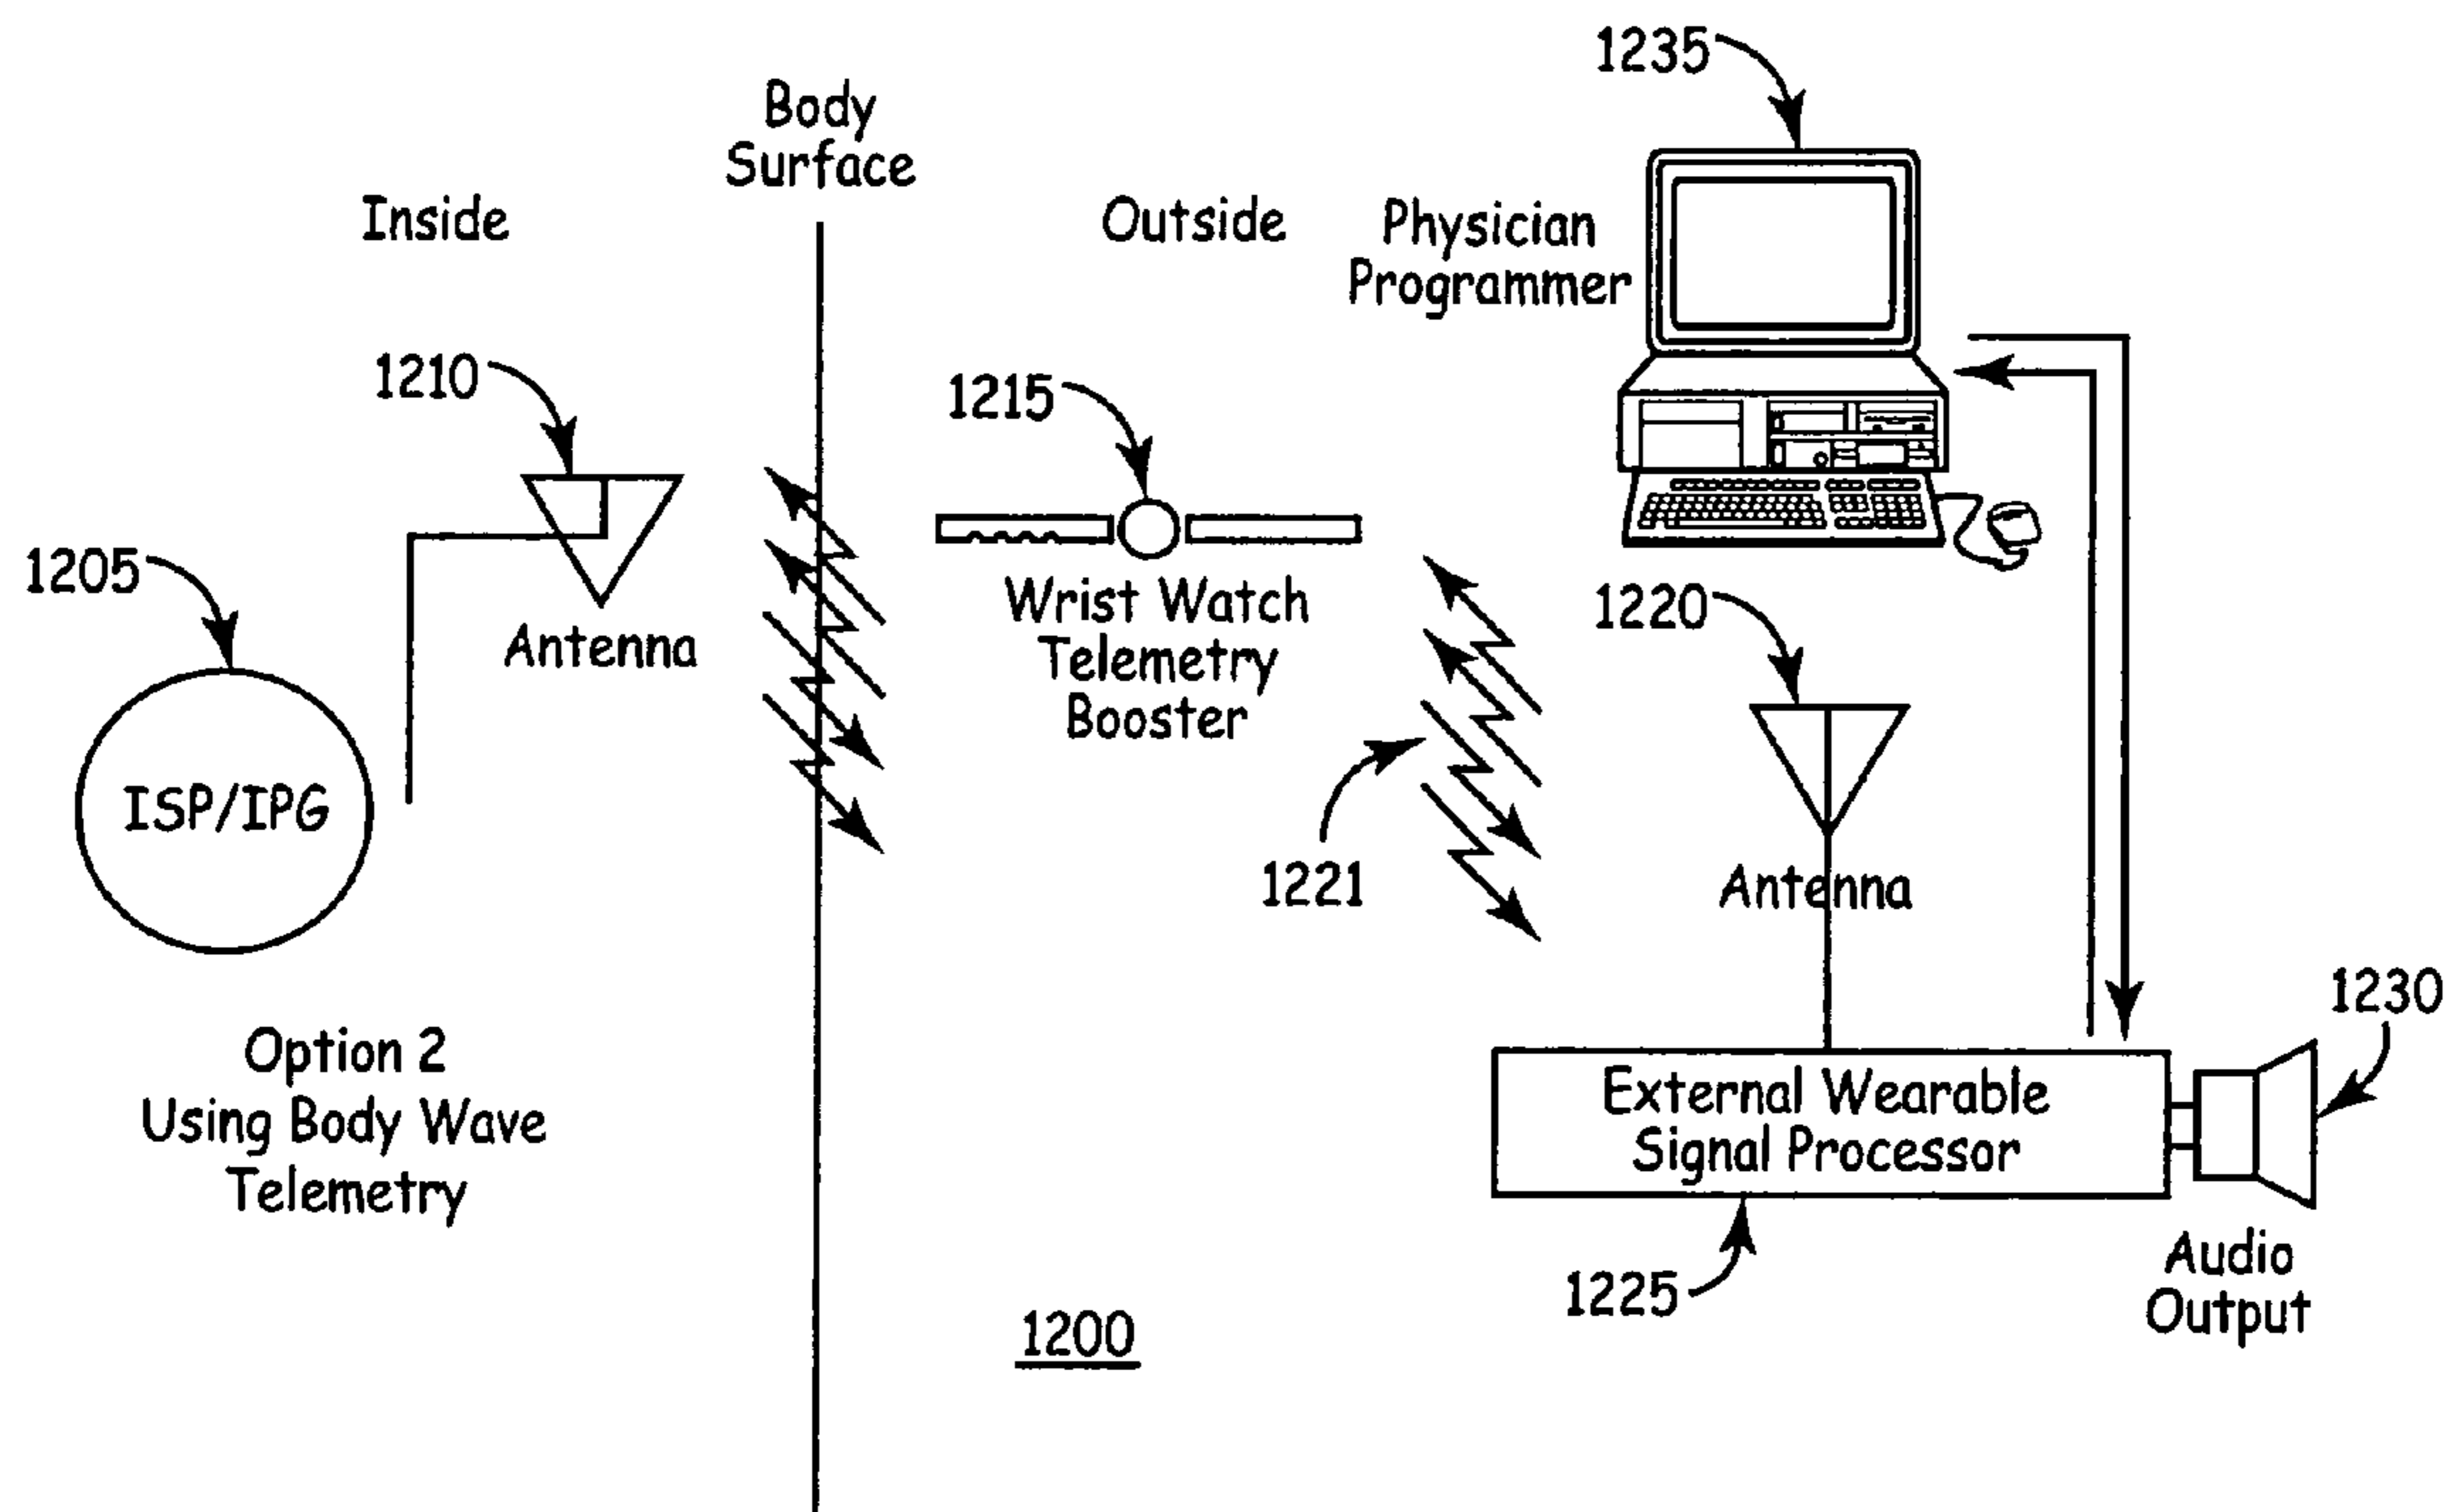 1235
Body
Surface
Inside
Outside
Physician
Programmer
1210
1215
1205
Antenna
Wrist Watch
Telemetry
Booster
1220
ISP/IPG
1221
Antenna
1230
Option 2
Using Body Wave
Telemetry
External Wearable
Signal Processor
1225
Audio
Output
1200